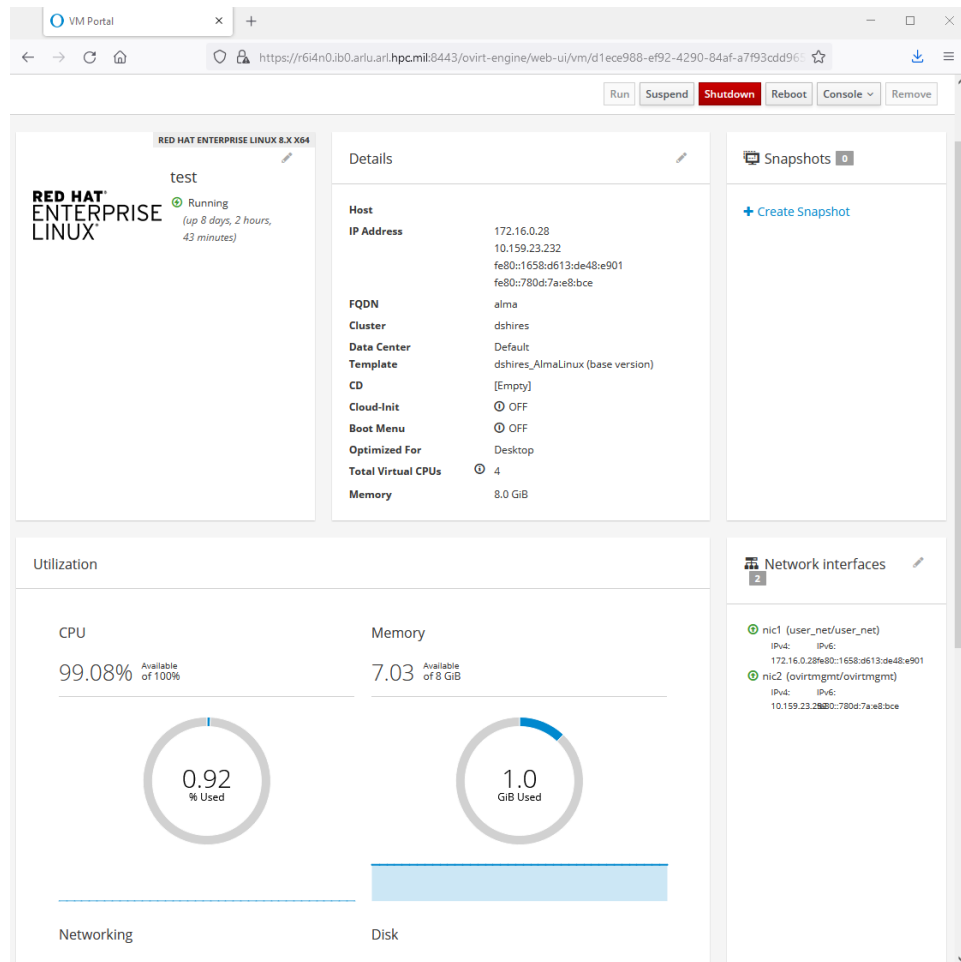 VM Portal
https://r6i4n0.ib0.arlu.arl.hpc.mil:8443/ovirt-engine/web-ui/vm/d1ece988-ef92-4290-84af-a7f93cdd965
Run Suspend Shutdown Reboot Console Remove
RED HAT ENTERPRISE LINUX 8.X X64
test
RED HAT
ENTERPRISE
LINUX
Running
(up 8 days, 2 hours,
43 minutes)
Details
Host
IP Address 172.16.0.28
10.159.23.232
fe80::1658:d613:de48:e901
fe80::780d:7a:e8:bce
FQDN alma
Cluster dshires
Data Center Default
Template dshires_AlmaLinux (base version)
CD [Empty]
Cloud-Init OFF
Boot Menu OFF
Optimized For Desktop
Total Virtual CPUs 4
Memory 8.0 GiB
Snapshots 0
Create Snapshot
Utilization
CPU
99.08% Available
of 100%
0.92
% Used
Memory
7.03 Available
of 8 GiB
1.0
GiB Used
Networking
Disk
Network interfaces
2
nic1 (user_net/user_net)
IPv4: IPv6:
172.16.0.28fe80::1658:d613:de48:e901
nic2 (ovirtmgmt/ovirtmgmt)
IPv4: IPv6: